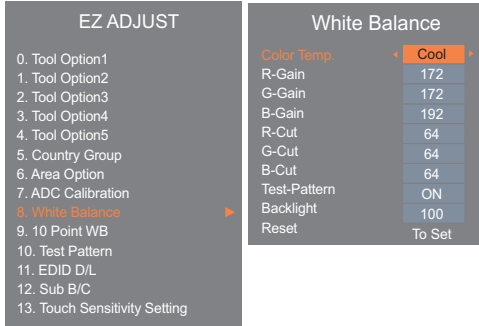 EZ ADJUST
0. Tool Option1
1. Tool Option2
2. Tool Option3
3. Tool Option4
4. Tool Option5
5. Country Group
6. Area Option
7. ADC Calibration
8. White Balance
9. 10 Point WB
10. Test Pattern
11. EDID D/L
12. Sub B/C
13. Touch Sensitivity Setting
White Balance
Color Temp. Cool
R-Gain 172
G-Gain 172
B-Gain 192
R-Cut 64
G-Cut 64
B-Cut 64
Test-Pattern ON
Backlight 100
Reset To Set